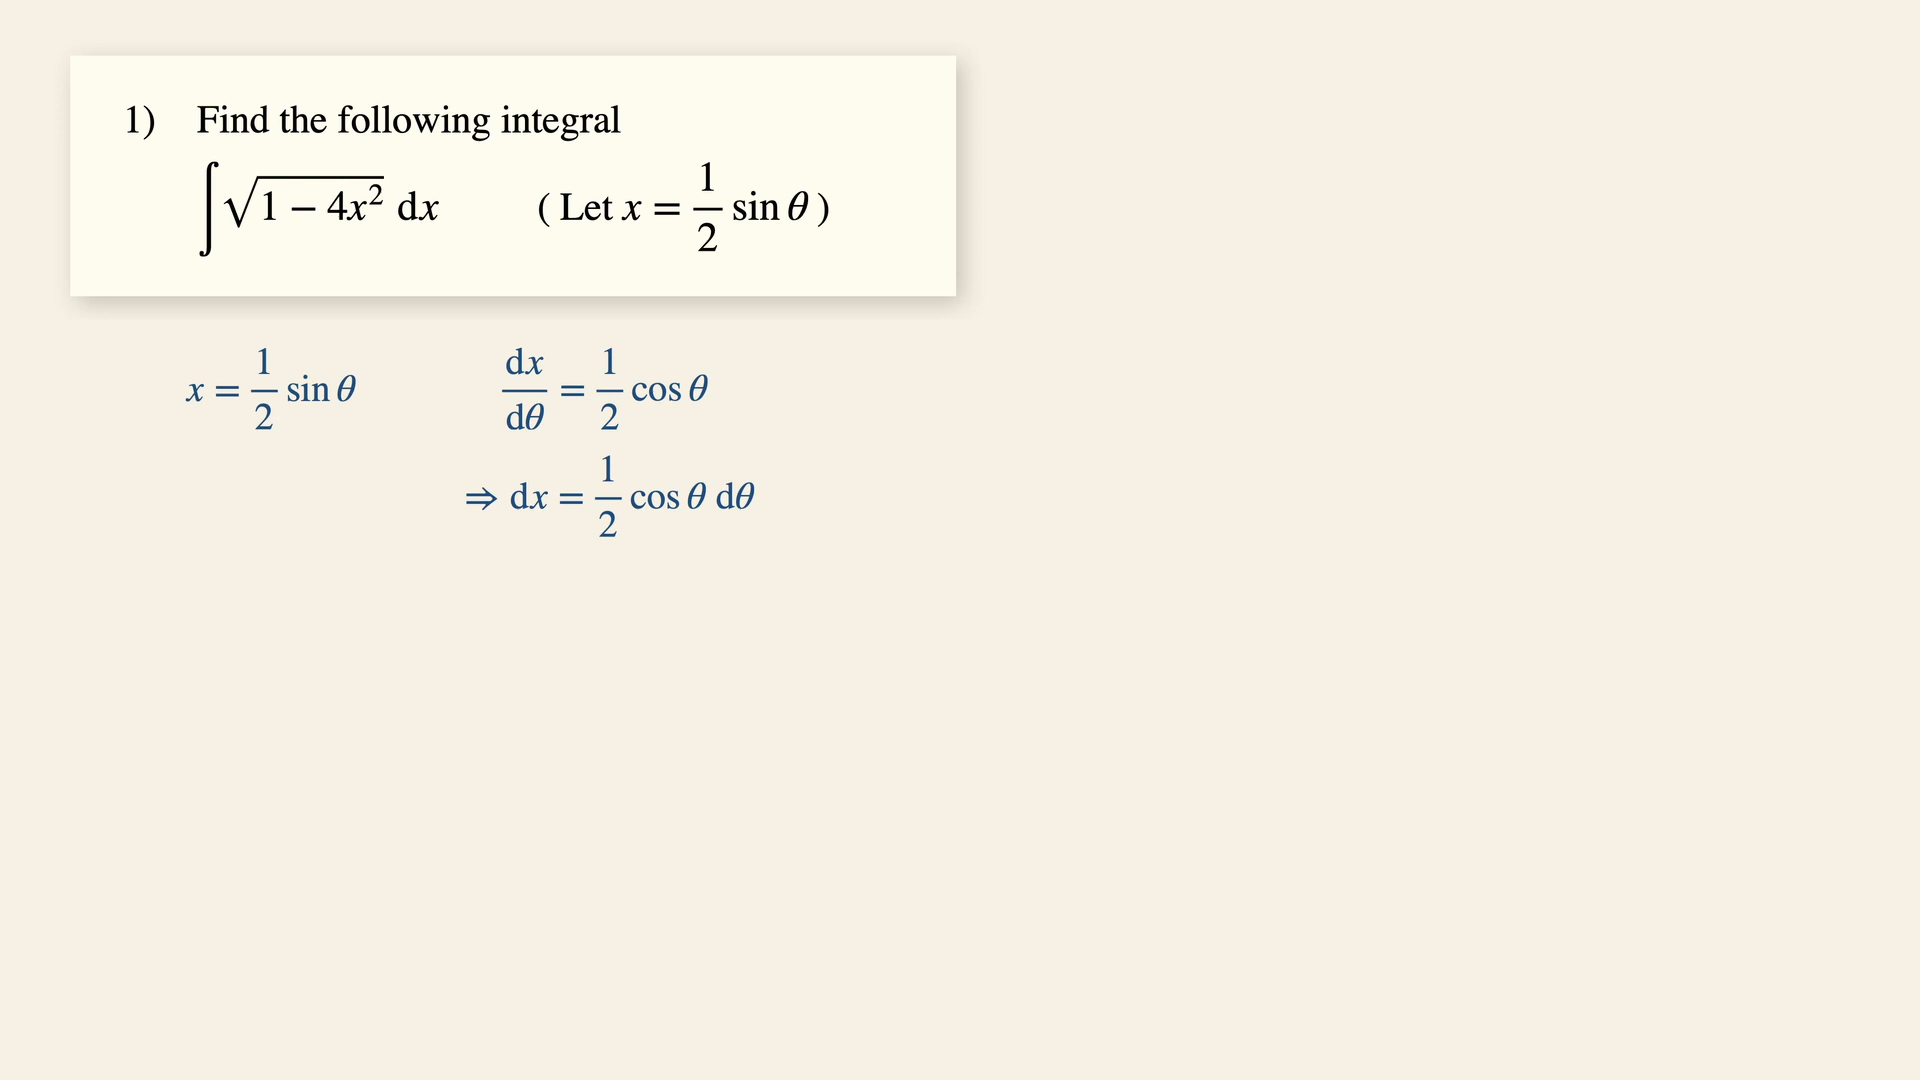 1) Find the following integral
∫√(1 − 4x²) dx ( Let x = 1/2 sin θ )
x = 1/2 sin θ dx/dθ = 1/2 cos θ
⇒ dx = 1/2 cos θ dθ